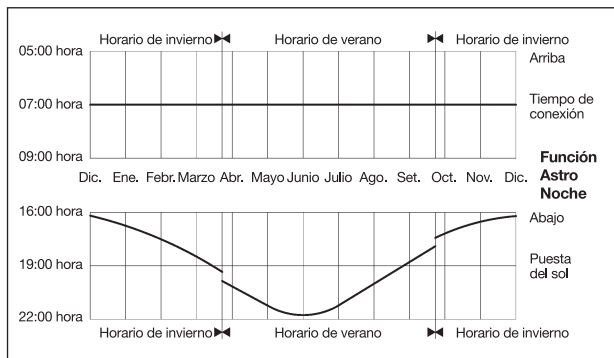 Horario de invierno Horario de verano Horario de invierno
05:00 hora Arriba
07:00 hora Tiempo de
conexión
09:00 hora
Dic. Ene. Febr. Marzo Abr. Mayo Junio Julio Ago. Set. Oct. Nov. Dic.
Función
Astro
Noche
16:00 hora Abajo
19:00 hora Puesta
del sol
22:00 hora
Horario de invierno Horario de verano Horario de invierno